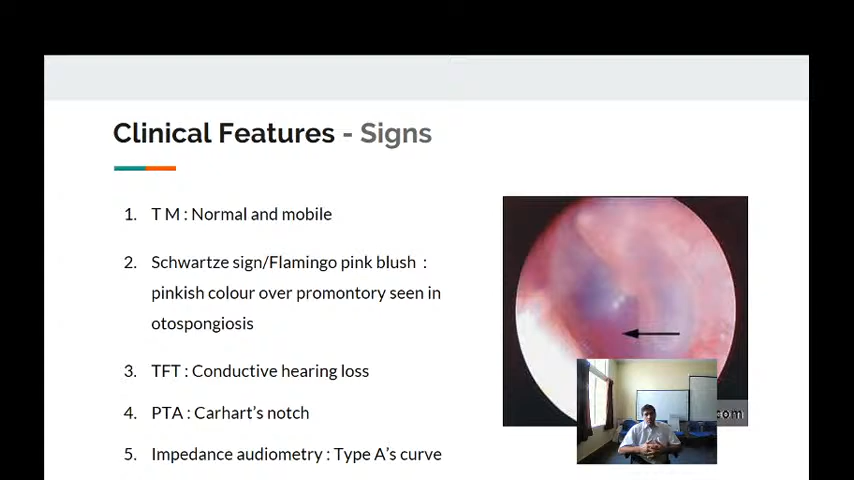 Clinical Features - Signs
1. T M : Normal and mobile
2. Schwartze sign/Flamingo pink blush :
pinkish colour over promontory seen in
otospongiosis
3. TFT : Conductive hearing loss
4. PTA : Carhart's notch
5. Impedance audiometry : Type A's curve
com